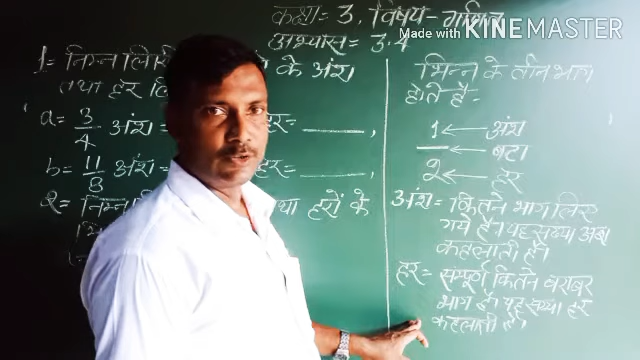 कक्षा = 3, विषय - गणित
Made with KINEMASTER
अभ्यास = 3.4
1= निम्न के अंश
तथा हर
a= 3/4 अंश = हर= ______,
b= 11/8 अंश = हर= ______,
2= निम्न तथा हरों के
भिन्न के तीन भाग
होते है-
1 ← अंश
— ← बटा
2 ← हर
अंश= कितने भाग लिए
गये हैं। यह संख्या अंश
कहलाती है।
हर= सम्पूर्ण कितने बराबर
भाग है। यह संख्या हर
कहलाती है।